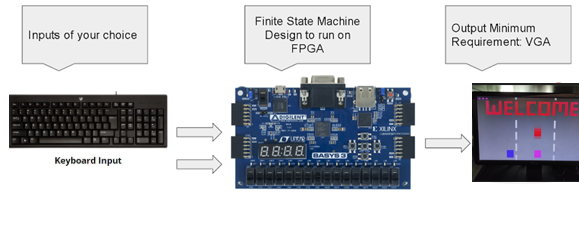 Inputs of your choice
Finite State Machine
Design to run on
FPGA
Output Minimum
Requirement: VGA
Keyboard Input
DIGILENT
XILINX
BASYS 3
WELCOME